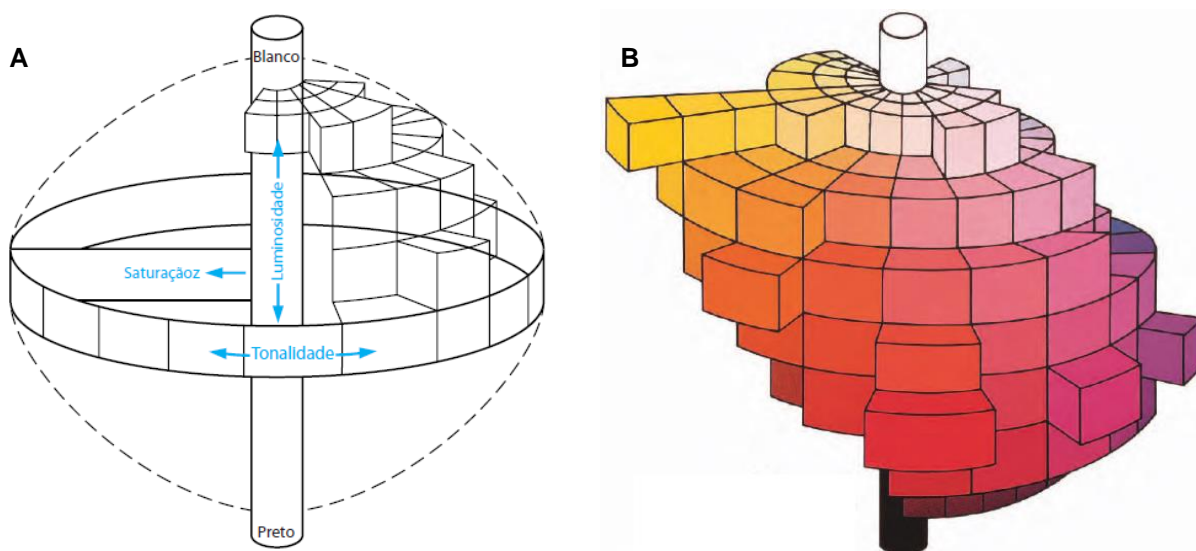 A
Blanco
Luminosidade
Saturaçãoz
Tonalidade
Preto
B